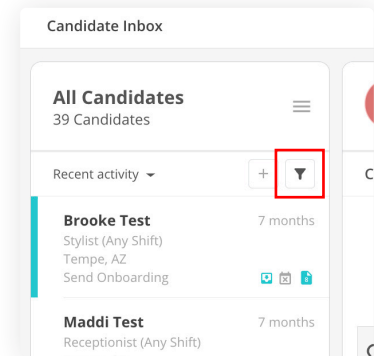 Candidate Inbox
All Candidates
39 Candidates
Recent activity
+
Brooke Test
7 months
Stylist (Any Shift)
Tempe, AZ
Send Onboarding
Maddi Test
7 months
Receptionist (Any Shift)